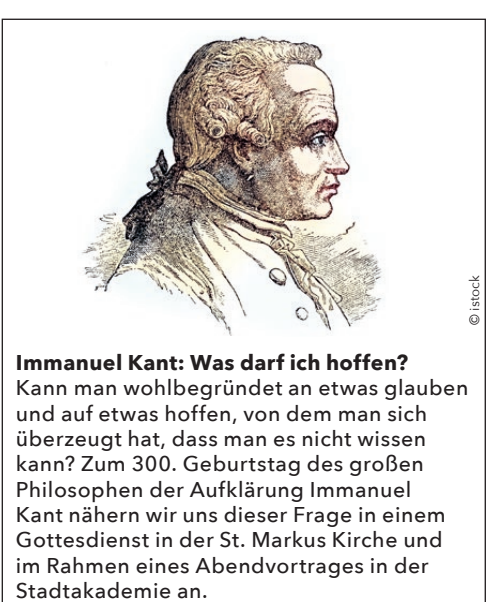 © istock
Immanuel Kant: Was darf ich hoffen?
Kann man wohlbegründet an etwas glauben
und auf etwas hoffen, von dem man sich
überzeugt hat, dass man es nicht wissen
kann? Zum 300. Geburtstag des großen
Philosophen der Aufklärung Immanuel
Kant nähern wir uns dieser Frage in einem
Gottesdienst in der St. Markus Kirche und
im Rahmen eines Abendvortrages in der
Stadtakademie an.